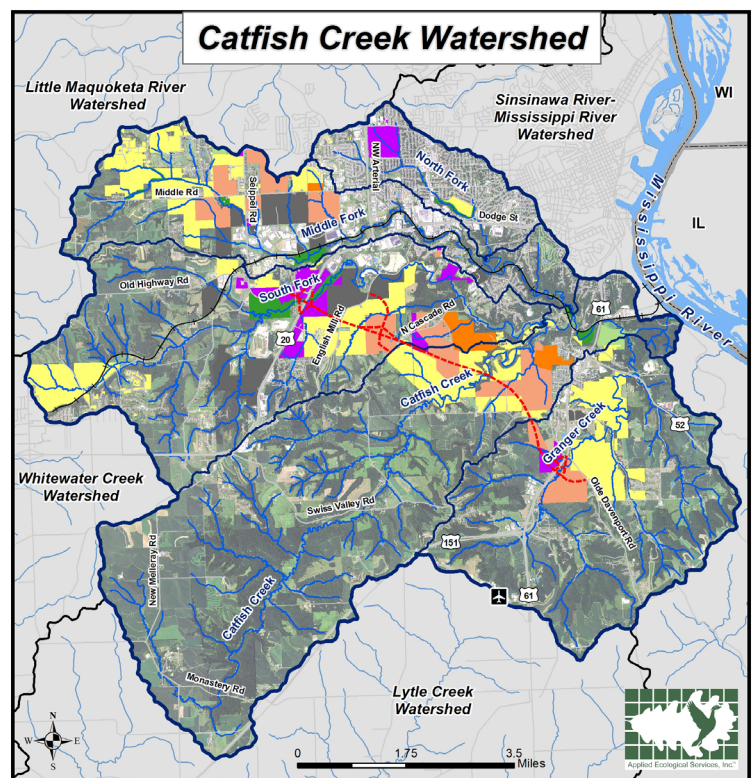 Catfish Creek Watershed
Little Maquoketa River
Watershed
Sinsinawa River-
Mississippi River
Watershed
WI
NW Arterial
North Fork
Seippel Rd
Middle Rd
Mississippi River
Dodge St
Middle Fork
IL
Old Highway Rd
South Fork
61
N Cascade Rd
20
English Mill Rd
Catfish Creek
52
Granger Creek
Whitewater Creek
Watershed
Olde Davenport Rd
Swiss Valley Rd
New Melleray Rd
151
Catfish Creek
61
Monastery Rd
Lytle Creek
Watershed
N
W E
S
0 1.75 3.5
Miles
Applied Ecological Services, Inc.™